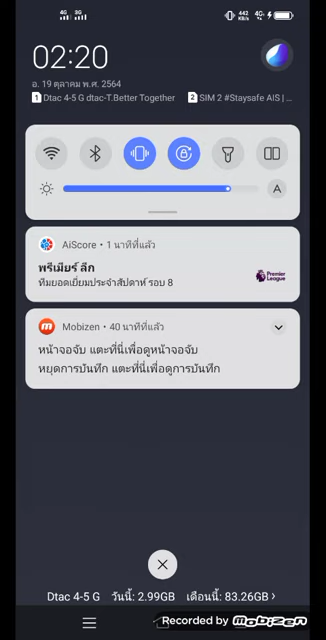 4G 3G 442 KB/s 4G
02:20
อ. 19 ตุลาคม พ.ศ. 2564
1 Dtac 4-5 G dtac-T.Better Together 2 SIM 2 #Staysafe AIS | ...
A
AiScore • 1 นาทีที่แล้ว
พรีเมียร์ ลีก
ทีมยอดเยี่ยมประจำสัปดาห์ รอบ 8
Premier League
Mobizen • 40 นาทีที่แล้ว
หน้าจอจับ แตะที่นี่เพื่อดูหน้าจอจับ
หยุดการบันทึก แตะที่นี่เพื่อดูการบันทึก
Dtac 4-5 G วันนี้: 2.99GB เดือนนี้: 83.26GB
Recorded by mobizen